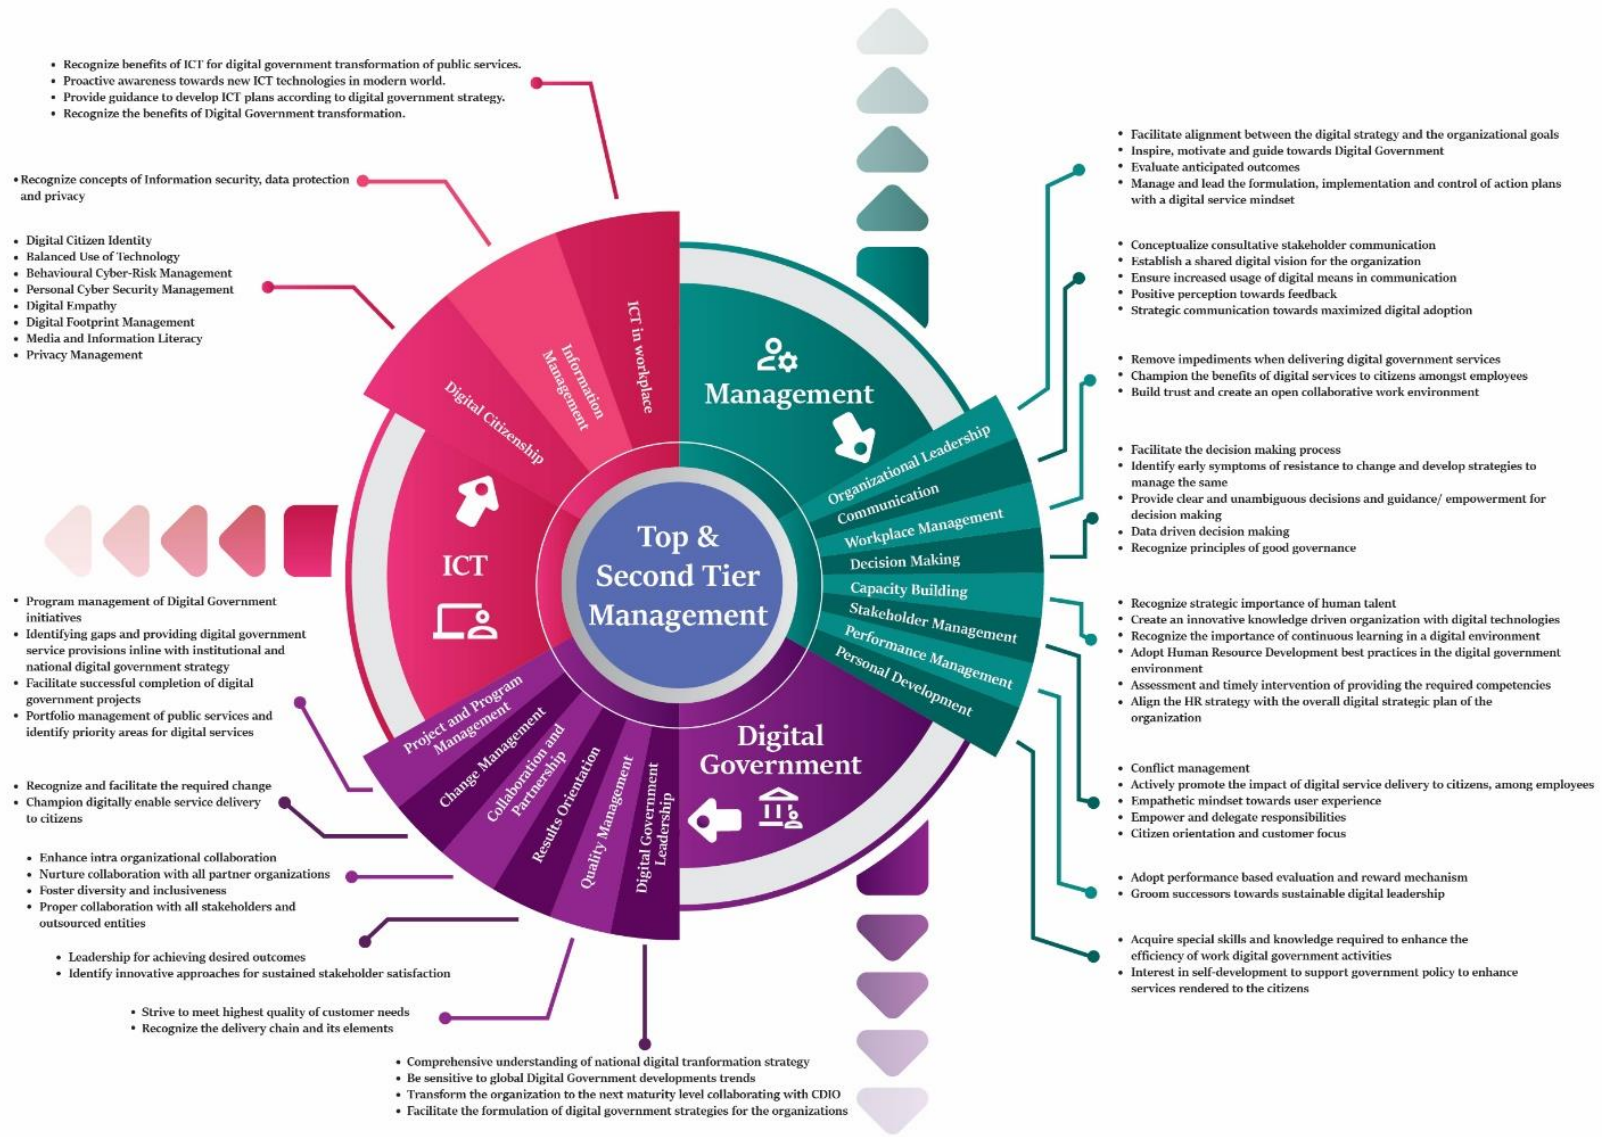 • Recognize benefits of ICT for digital government transformation of public services.
• Proactive awareness towards new ICT technologies in modern world.
• Provide guidance to develop ICT plans according to digital government strategy.
• Recognize the benefits of Digital Government transformation.
• Recognize concepts of Information security, data protection
and privacy
• Digital Citizen Identity
• Balanced Use of Technology
• Behavioural Cyber-Risk Management
• Personal Cyber Security Management
• Digital Empathy
• Digital Footprint Management
• Media and Information Literacy
• Privacy Management
ICT in workplace
Information
Management
Digital Citizenship
ICT
Management
Top &
Second Tier
Management
Organizational Leadership
Communication
Workplace Management
Decision Making
Capacity Building
Stakeholder Management
Performance Management
Personal Development
• Facilitate alignment between the digital strategy and the organizational goals
• Inspire, motivate and guide towards Digital Government
• Evaluate anticipated outcomes
• Manage and lead the formulation, implementation and control of action plans
with a digital service mindset
• Conceptualize consultative stakeholder communication
• Establish a shared digital vision for the organization
• Ensure increased usage of digital means in communication
• Positive perception towards feedback
• Strategic communication towards maximized digital adoption
• Remove impediments when delivering digital government services
• Champion the benefits of digital services to citizens amongst employees
• Build trust and create an open collaborative work environment
• Facilitate the decision making process
• Identify early symptoms of resistance to change and develop strategies to
manage the same
• Provide clear and unambiguous decisions and guidance/ empowerment for
decision making
• Data driven decision making
• Recognize principles of good governance
• Recognize strategic importance of human talent
• Create an innovative knowledge driven organization with digital technologies
• Recognize the importance of continuous learning in a digital environment
• Adopt Human Resource Development best practices in the digital government
environment
• Assessment and timely intervention of providing the required competencies
• Align the HR strategy with the overall digital strategic plan of the
organization
• Conflict management
• Actively promote the impact of digital service delivery to citizens, among employees
• Empathetic mindset towards user experience
• Empower and delegate responsibilities
• Citizen orientation and customer focus
• Adopt performance based evaluation and reward mechanism
• Groom successors towards sustainable digital leadership
• Acquire special skills and knowledge required to enhance the
efficiency of work digital government activities
• Interest in self-development to support government policy to enhance
services rendered to the citizens
Digital
Government
Project and Program
Management
Change Management
Collaboration and
Partnership
Results Orientation
Quality Management
Digital Government
Leadership
• Program management of Digital Government
initiatives
• Identifying gaps and providing digital government
service provisions inline with institutional and
national digital government strategy
• Facilitate successful completion of digital
government projects
• Portfolio management of public services and
identify priority areas for digital services
• Recognize and facilitate the required change
• Champion digitally enable service delivery
to citizens
• Enhance intra organizational collaboration
• Nurture collaboration with all partner organizations
• Foster diversity and inclusiveness
• Proper collaboration with all stakeholders and
outsourced entities
• Leadership for achieving desired outcomes
• Identify innovative approaches for sustained stakeholder satisfaction
• Strive to meet highest quality of customer needs
• Recognize the delivery chain and its elements
• Comprehensive understanding of national digital tranformation strategy
• Be sensitive to global Digital Government developments trends
• Transform the organization to the next maturity level collaborating with CDIO
• Facilitate the formulation of digital government strategies for the organizations